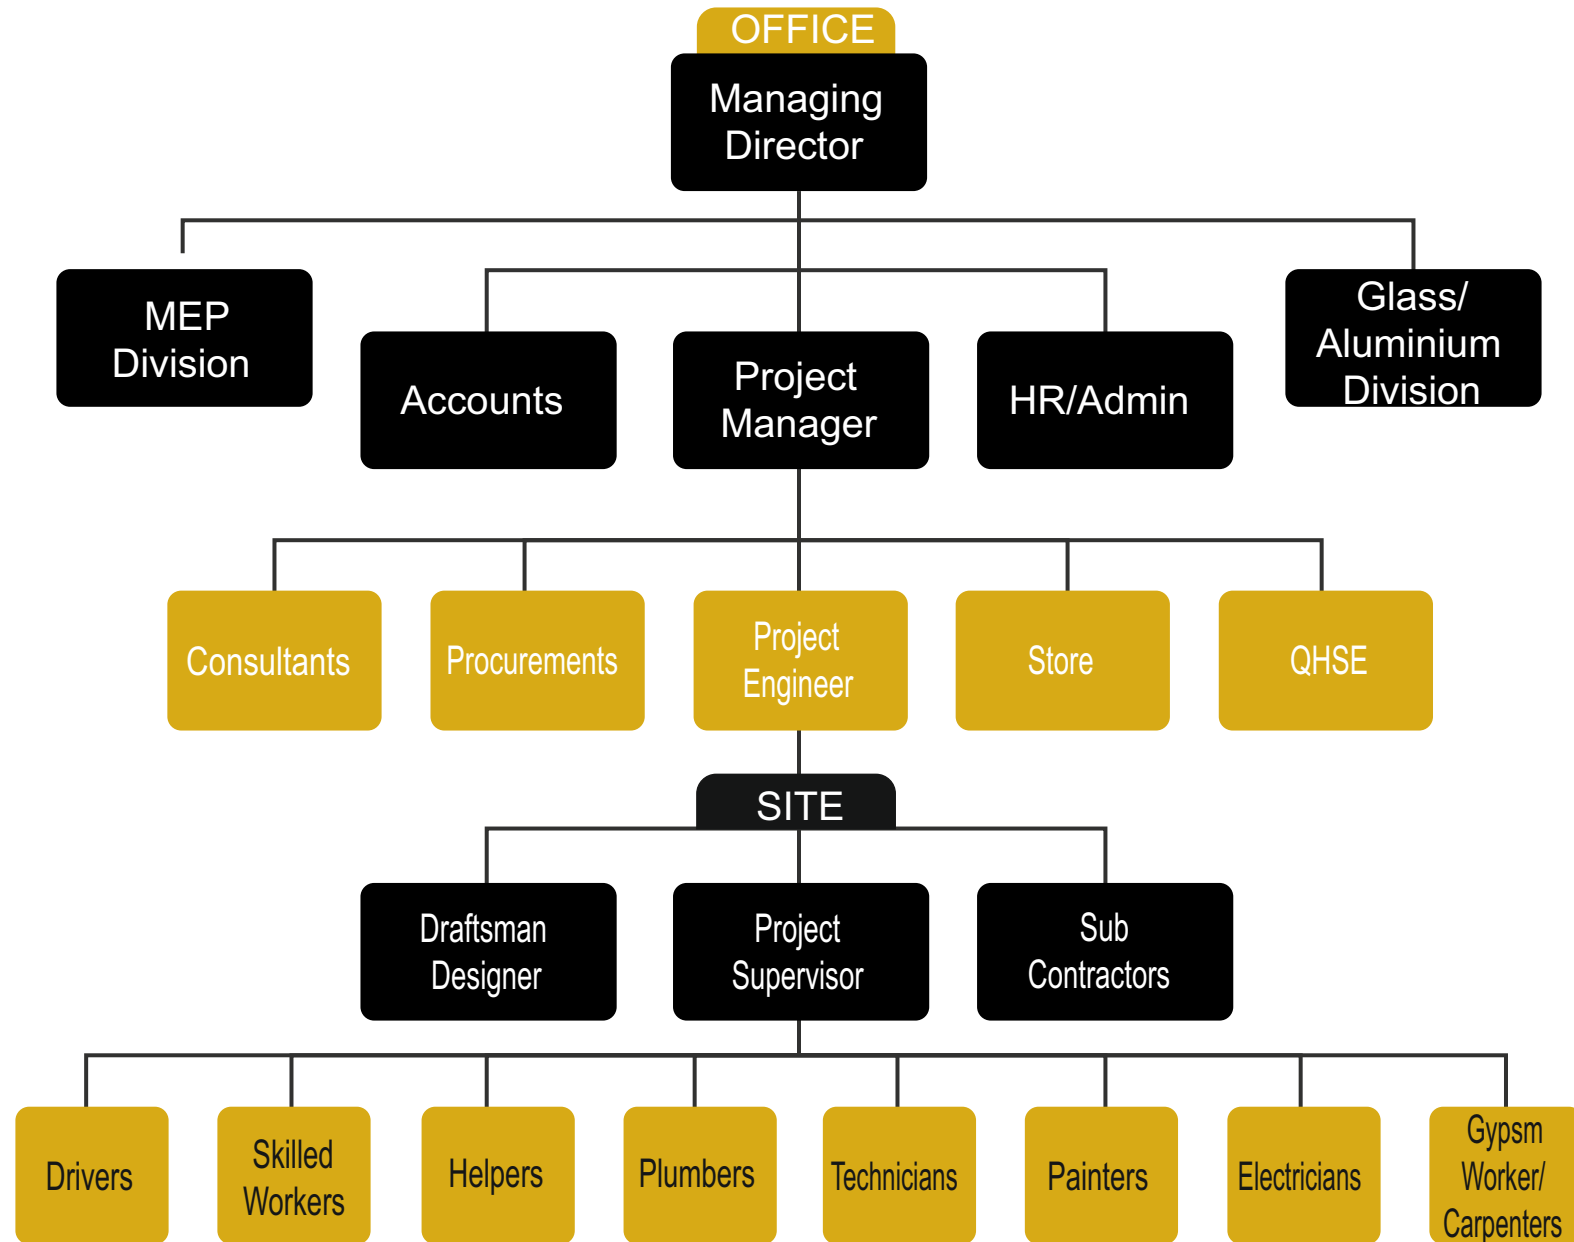 OFFICE
Managing
Director
MEP
Division
Accounts
Project
Manager
HR/Admin
Glass/
Aluminium
Division
Consultants
Procurements
Project
Engineer
Store
QHSE
SITE
Draftsman
Designer
Project
Supervisor
Sub
Contractors
Drivers
Skilled
Workers
Helpers
Plumbers
Technicians
Painters
Electricians
Gypsm
Worker/
Carpenters